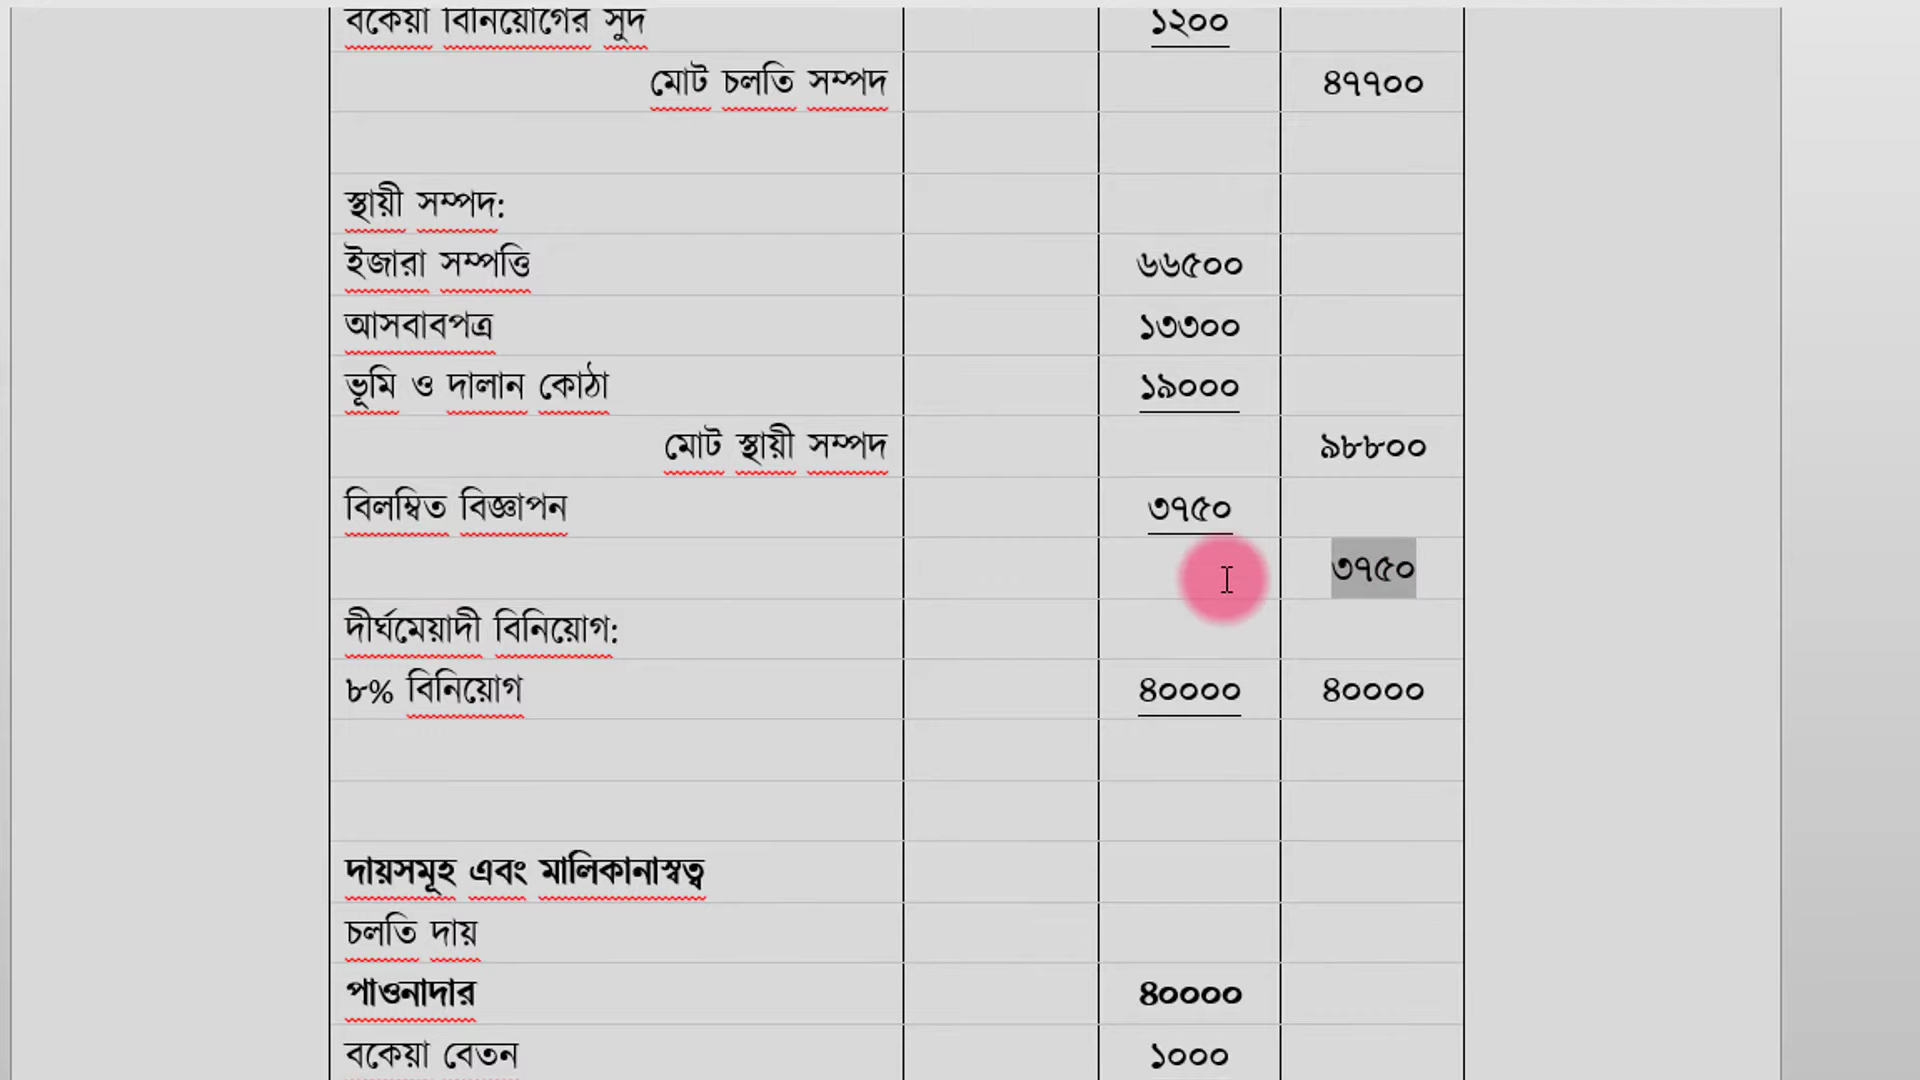 বকেয়া বিনিয়োগের সুদ ১২০০
মোট চলতি সম্পদ ৪৭৭০০
স্থায়ী সম্পদ:
ইজারা সম্পত্তি ৬৬৫০০
আসবাবপত্র ১৩৩০০
ভূমি ও দালান কোঠা ১৯০০০
মোট স্থায়ী সম্পদ ৯৮৮০০
বিলম্বিত বিজ্ঞাপন ৩৭৫০
৩৭৫০
দীর্ঘমেয়াদী বিনিয়োগ:
৮% বিনিয়োগ ৪০০০০ ৪০০০০
দায়সমূহ এবং মালিকানাস্বত্ব
চলতি দায়
পাওনাদার ৪০০০০
বকেয়া বেতন ১০০০